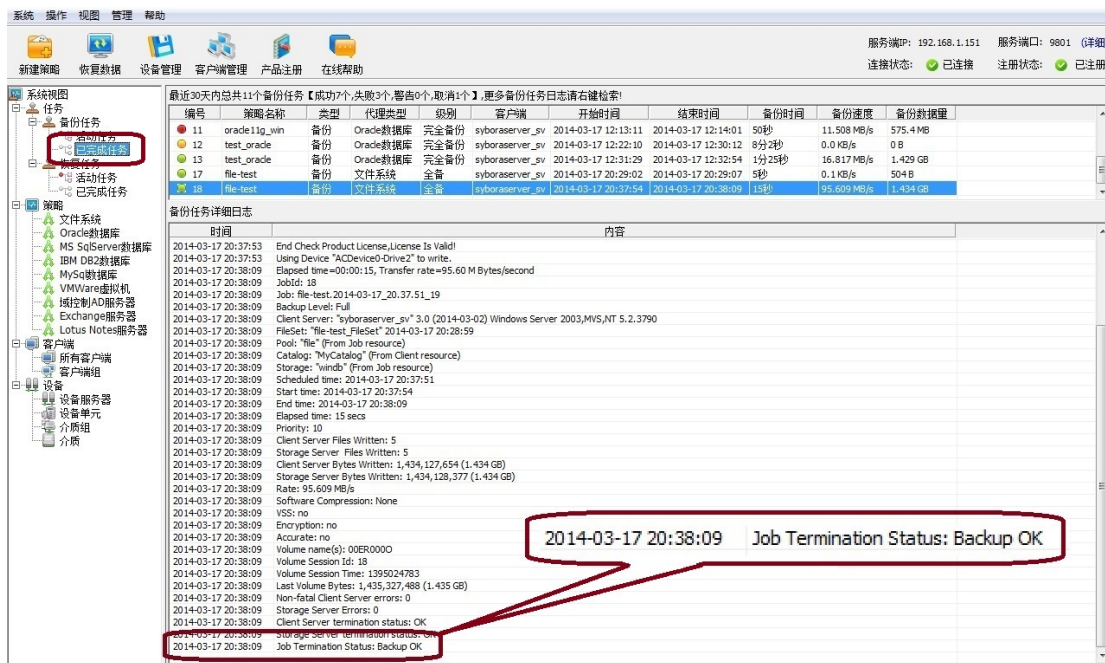 系统 操作 视图 管理 帮助
新建策略 恢复数据 设备管理 客户端管理 产品注册 在线帮助
服务端IP: 192.168.1.151 服务端口: 9801 (详细
连接状态: 已连接 注册状态: 已注册
系统视图
任务
备份任务
活动任务
已完成任务
恢复任务
活动任务
已完成任务
策略
文件系统
Oracle数据库
MS SqlServer数据库
IBM DB2数据库
MySql数据库
VMWare虚拟机
域控制AD服务器
Exchange服务器
Lotus Notes服务器
客户端
所有客户端
客户端组
设备
设备服务器
设备单元
介质组
介质
最近30天内总共11个备份任务【成功7个,失败3个,警告0个,取消1个】,更多备份任务日志请右键检索!
编号 策略名称 类型 代理类型 级别 客户端 开始时间 结束时间 备份时间 备份速度 备份数据量
11 oracle11g_win 备份 Oracle数据库 完全备份 syboraserver_sv 2014-03-17 12:13:11 2014-03-17 12:14:01 50秒 11.508 MB/s 575.4 MB
12 test_oracle 备份 Oracle数据库 完全备份 syboraserver_sv 2014-03-17 12:22:10 2014-03-17 12:30:12 8分2秒 0.0 KB/s 0 B
13 test_oracle 备份 Oracle数据库 完全备份 syboraserver_sv 2014-03-17 12:31:29 2014-03-17 12:32:54 1分25秒 16.817 MB/s 1.429 GB
17 file-test 备份 文件系统 全备 syboraserver_sv 2014-03-17 20:29:02 2014-03-17 20:29:07 5秒 0.1 KB/s 504 B
18 file-test 备份 文件系统 全备 syboraserver_sv 2014-03-17 20:37:54 2014-03-17 20:38:09 15秒 95.609 MB/s 1.434 GB
备份任务详细日志
时间 内容
2014-03-17 20:37:53 End Check Product License,License Is Valid!
2014-03-17 20:37:53 Using Device "ACDevice0-Drive2" to write.
2014-03-17 20:38:09 Elapsed time=00:00:15, Transfer rate=95.60 M Bytes/second
2014-03-17 20:38:09 JobId: 18
2014-03-17 20:38:09 Job: file-test.2014-03-17_20.37.51_19
2014-03-17 20:38:09 Backup Level: Full
2014-03-17 20:38:09 Client Server: "syboraserver_sv" 3.0 (2014-03-02) Windows Server 2003,MVS,NT 5.2.3790
2014-03-17 20:38:09 FileSet: "file-test_FileSet" 2014-03-17 20:28:59
2014-03-17 20:38:09 Pool: "file" (From Job resource)
2014-03-17 20:38:09 Catalog: "MyCatalog" (From Client resource)
2014-03-17 20:38:09 Storage: "windb" (From Job resource)
2014-03-17 20:38:09 Scheduled time: 2014-03-17 20:37:51
2014-03-17 20:38:09 Start time: 2014-03-17 20:37:54
2014-03-17 20:38:09 End time: 2014-03-17 20:38:09
2014-03-17 20:38:09 Elapsed time: 15 secs
2014-03-17 20:38:09 Priority: 10
2014-03-17 20:38:09 Client Server Files Written: 5
2014-03-17 20:38:09 Storage Server Files Written: 5
2014-03-17 20:38:09 Client Server Bytes Written: 1,434,127,654 (1.434 GB)
2014-03-17 20:38:09 Storage Server Bytes Written: 1,434,128,377 (1.434 GB)
2014-03-17 20:38:09 Rate: 95.609 MB/s
2014-03-17 20:38:09 Software Compression: None
2014-03-17 20:38:09 VSS: no
2014-03-17 20:38:09 Encryption: no
2014-03-17 20:38:09 Accurate: no
2014-03-17 20:38:09 Volume name(s): 00ER000O
2014-03-17 20:38:09 Volume Session Id: 18
2014-03-17 20:38:09 Volume Session Time: 1395024783
2014-03-17 20:38:09 Last Volume Bytes: 1,435,327,488 (1.435 GB)
2014-03-17 20:38:09 Non-fatal Client Server errors: 0
2014-03-17 20:38:09 Storage Server Errors: 0
2014-03-17 20:38:09 Client Server termination status: OK
2014-03-17 20:38:09 Storage Server termination status: OK
2014-03-17 20:38:09 Job Termination Status: Backup OK
2014-03-17 20:38:09 Job Termination Status: Backup OK